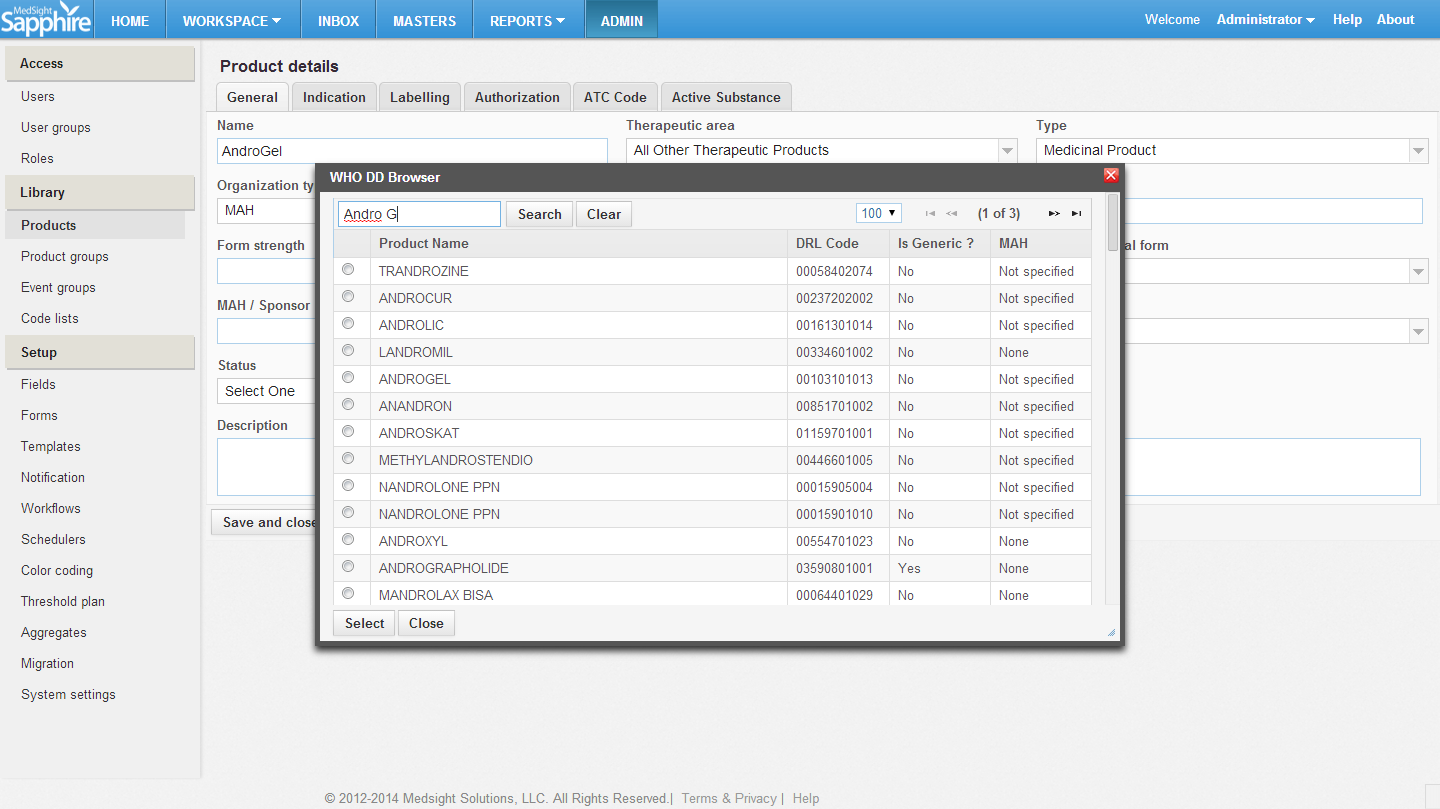 MedSight
Sapphire
HOME WORKSPACE INBOX MASTERS REPORTS ADMIN Welcome Administrator Help About
Access
Users
User groups
Roles
Library
Products
Product groups
Event groups
Code lists
Setup
Fields
Forms
Templates
Notification
Workflows
Schedulers
Color coding
Threshold plan
Aggregates
Migration
System settings
Product details
General Indication Labelling Authorization ATC Code Active Substance
Name Therapeutic area Type
AndroGel All Other Therapeutic Products Medicinal Product
Organization ty
MAH
Form strength al form
MAH / Sponsor
Status
Select One
Description
Save and close
WHO DD Browser
Andro G Search Clear 100 (1 of 3)
Product Name DRL Code Is Generic ? MAH
TRANDROZINE 00058402074 No Not specified
ANDROCUR 00237202002 No Not specified
ANDROLIC 00161301014 No Not specified
LANDROMIL 00334601002 No None
ANDROGEL 00103101013 No Not specified
ANANDRON 00851701002 No Not specified
ANDROSKAT 01159701001 No Not specified
METHYLANDROSTENDIO 00446601005 No Not specified
NANDROLONE PPN 00015905004 No Not specified
NANDROLONE PPN 00015901010 No Not specified
ANDROXYL 00554701023 No None
ANDROGRAPHOLIDE 03590801001 Yes None
MANDROLAX BISA 00064401029 No None
Select Close
© 2012-2014 Medsight Solutions, LLC. All Rights Reserved.| Terms & Privacy | Help